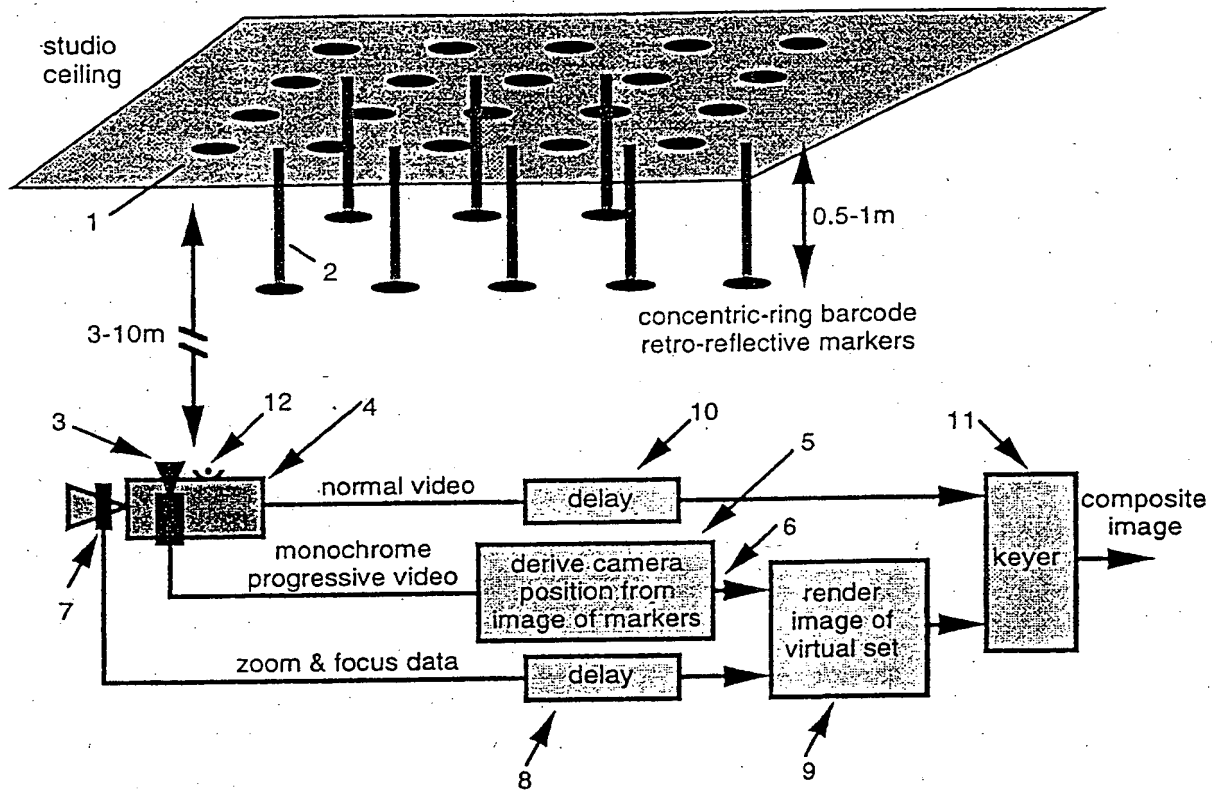 studio
ceiling
1
2
0.5-1m
3-10m
concentric-ring barcode
retro-reflective markers
3
12
4
10
5
11
normal video
delay
composite
image
monochrome
progressive video
derive camera
position from
image of markers
6
render
image of
virtual set
keyer
7
zoom & focus data
delay
8
9